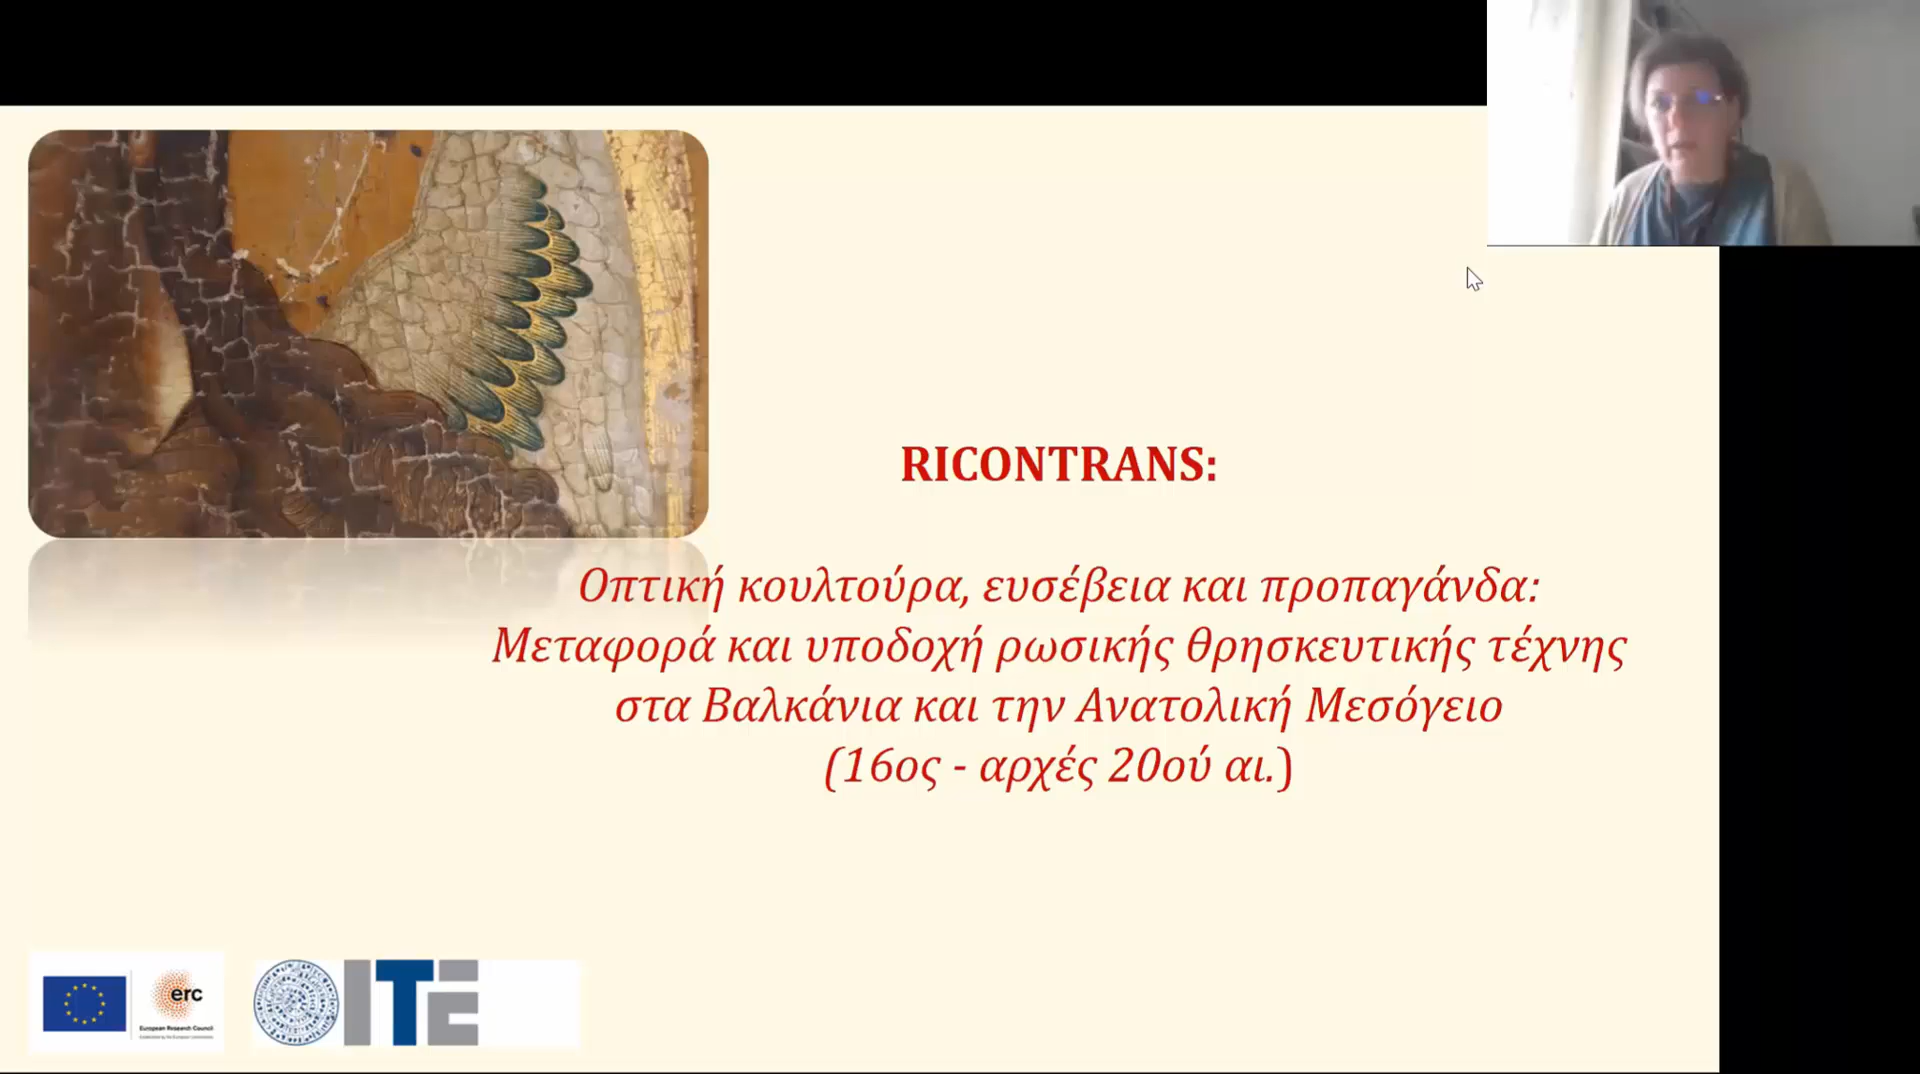 RICONTRANS:
Οπτική κουλτούρα, ευσέβεια και προπαγάνδα:
Μεταφορά και υποδοχή ρωσικής θρησκευτικής τέχνης
στα Βαλκάνια και την Ανατολική Μεσόγειο
(16ος - αρχές 20ού αι.)
erc
European Research Council
ITE